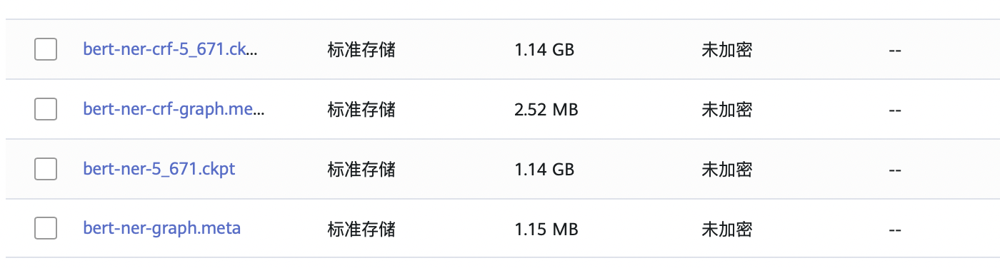 bert-ner-crf-5_671.ck... 标准存储 1.14 GB 未加密 --
bert-ner-crf-graph.me... 标准存储 2.52 MB 未加密 --
bert-ner-5_671.ckpt 标准存储 1.14 GB 未加密 --
bert-ner-graph.meta 标准存储 1.15 MB 未加密 --